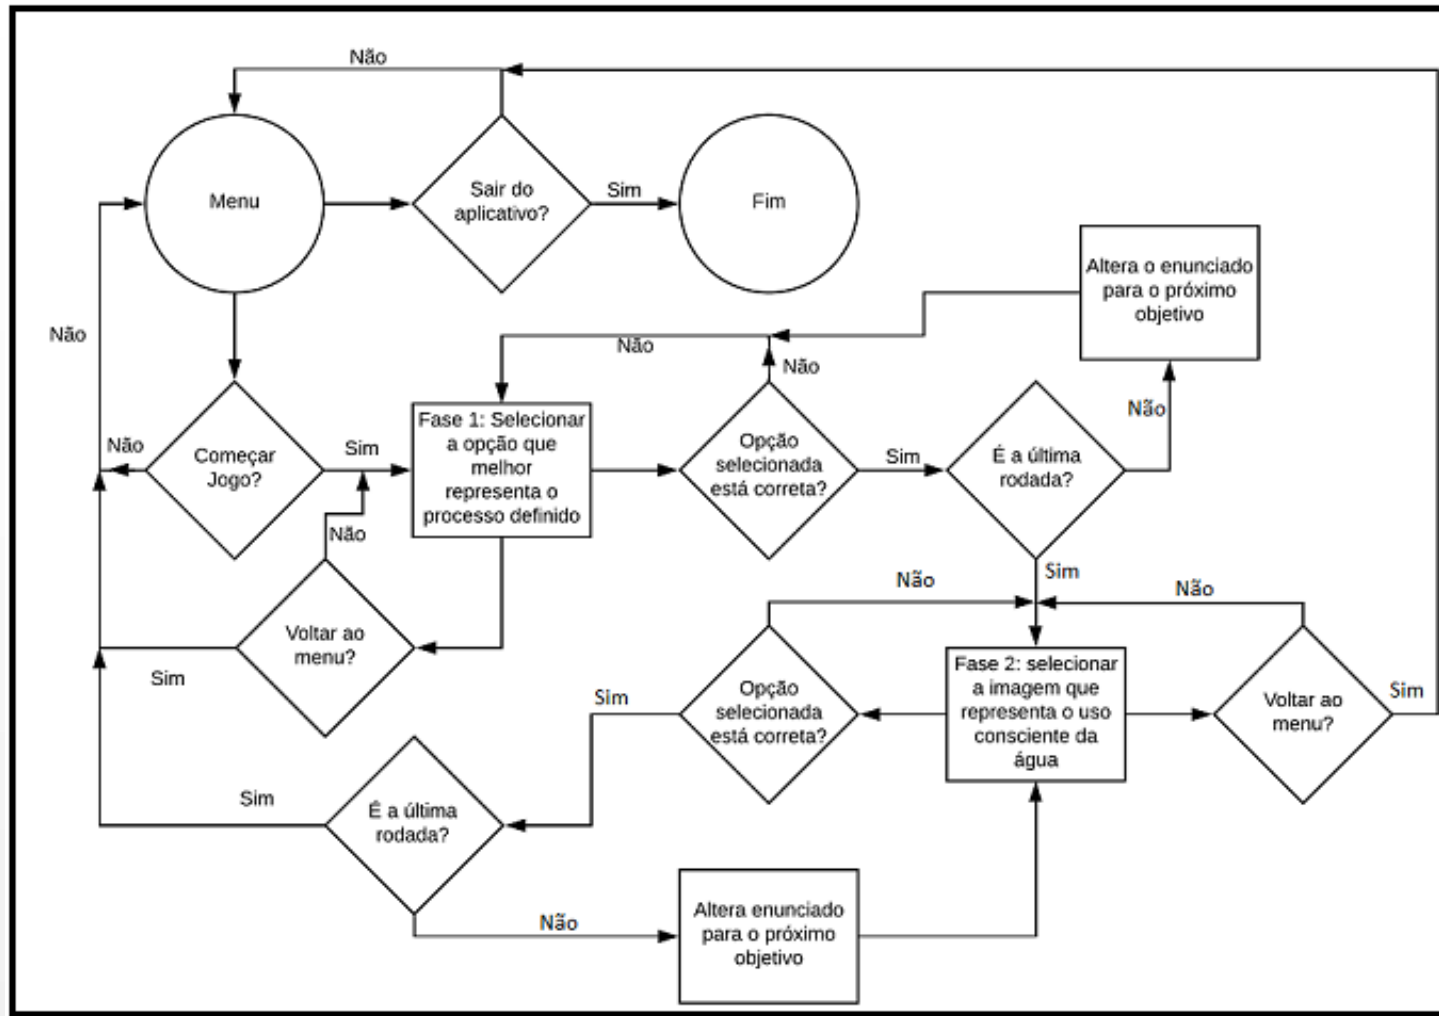 Não
Menu
Sair do
aplicativo?
Sim
Fim
Altera o enunciado
para o próximo
objetivo
Não
Não
Não
Não
Começar
Jogo?
Não
Sim
Fase 1: Selecionar
a opção que
melhor
representa o
processo definido
Opção
selecionada
está correta?
Sim
É a última
rodada?
Não
Voltar ao
menu?
Sim
Sim
Não
Não
Opção
selecionada
está correta?
Sim
Fase 2: selecionar
a imagem que
representa o uso
consciente da
água
Voltar ao
menu?
Sim
Sim
É a última
rodada?
Não
Altera enunciado
para o próximo
objetivo